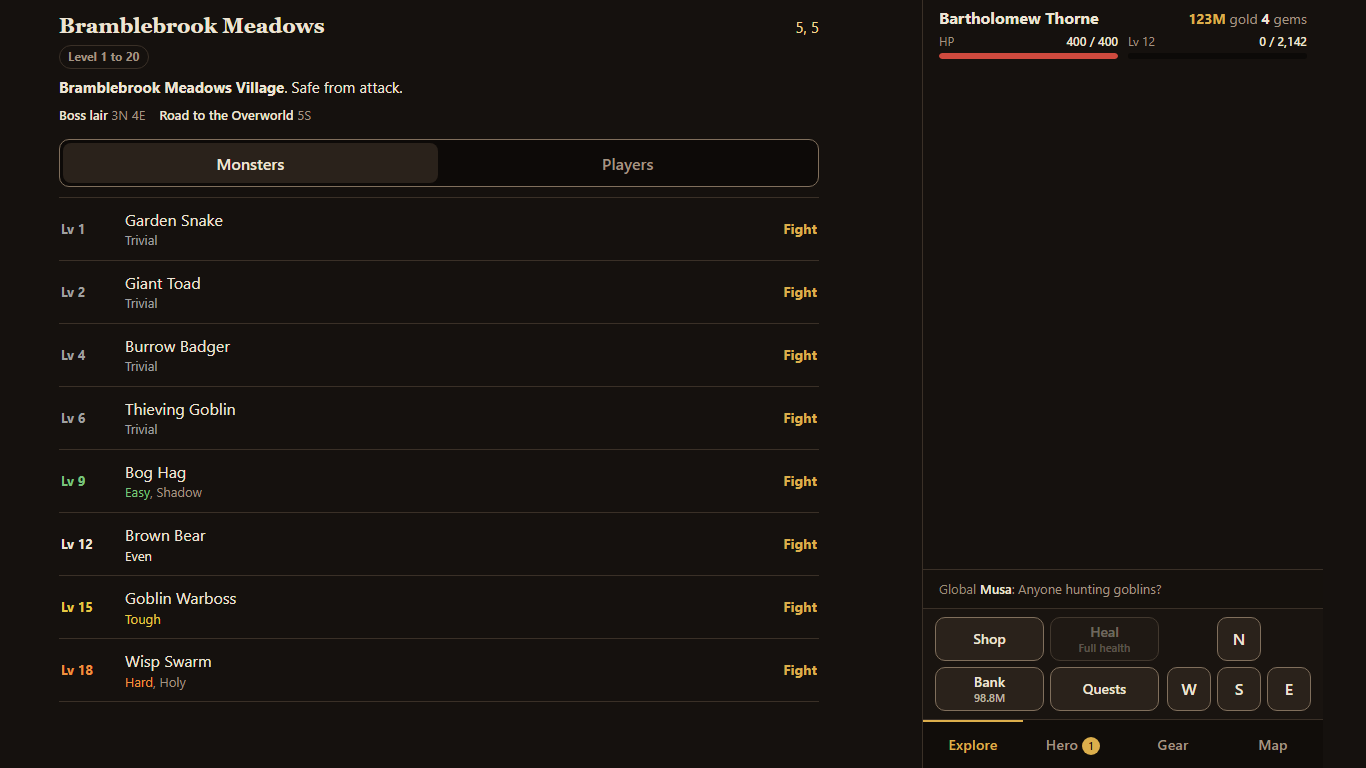 Bramblebrook Meadows
5, 5
Level 1 to 20
Bramblebrook Meadows Village. Safe from attack.
Boss lair 3N 4E Road to the Overworld 5S
Monsters
Players
Lv 1
Garden Snake
Trivial
Fight
Lv 2
Giant Toad
Trivial
Fight
Lv 4
Burrow Badger
Trivial
Fight
Lv 6
Thieving Goblin
Trivial
Fight
Lv 9
Bog Hag
Easy, Shadow
Fight
Lv 12
Brown Bear
Even
Fight
Lv 15
Goblin Warboss
Tough
Fight
Lv 18
Wisp Swarm
Hard, Holy
Fight
Bartholomew Thorne
123M gold 4 gems
HP
400 / 400
Lv 12
0 / 2,142
Global Musa: Anyone hunting goblins?
Shop
Heal
Full health
N
Bank
98.8M
Quests
W
S
E
Explore
Hero 1
Gear
Map